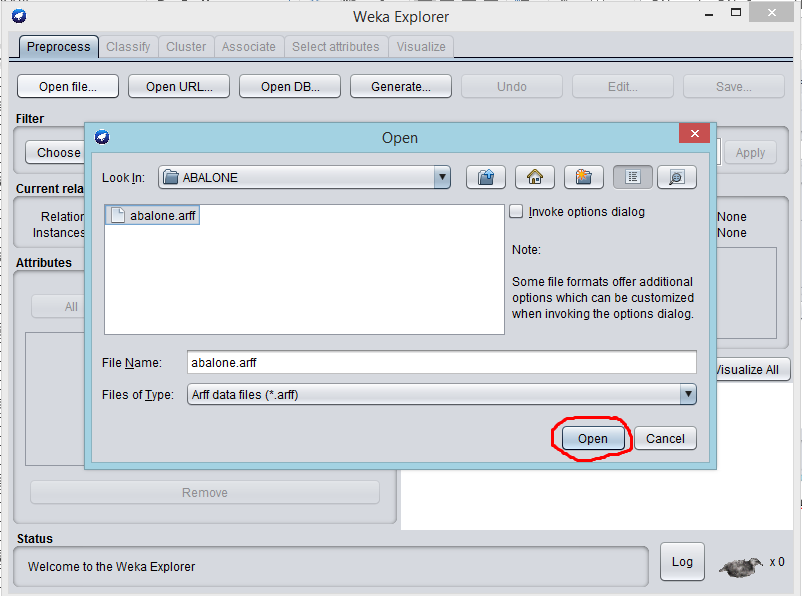 Weka Explorer
Preprocess Classify Cluster Associate Select attributes Visualize
Open file... Open URL... Open DB... Generate... Undo Edit... Save...
Filter
Choose Apply
Current rela
Relation None
Instances None
Attributes
All
Visualize All
Remove
Status
Welcome to the Weka Explorer
Log x 0
Open
Look In: ABALONE
abalone.arff
Invoke options dialog
Note:
Some file formats offer additional
options which can be customized
when invoking the options dialog.
File Name: abalone.arff
Files of Type: Arff data files (*.arff)
Open Cancel